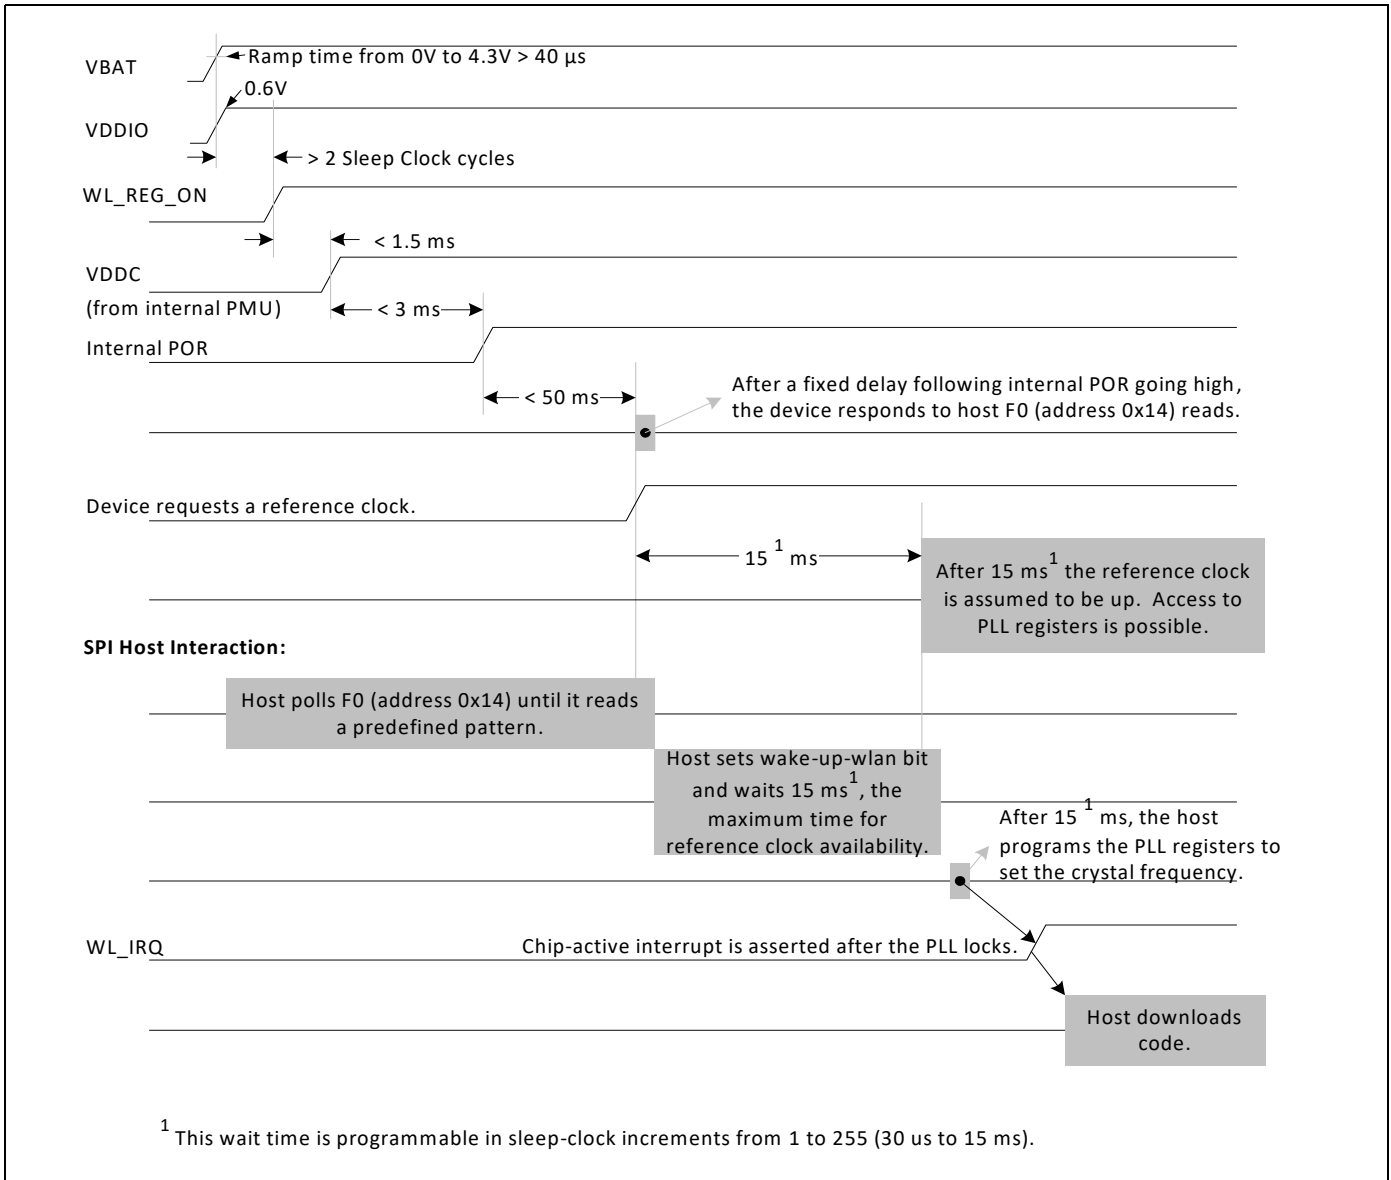 VBAT
Ramp time from 0V to 4.3V > 40 µs
0.6V
VDDIO
> 2 Sleep Clock cycles
WL_REG_ON
< 1.5 ms
VDDC
(from internal PMU)
< 3 ms
Internal POR
< 50 ms
After a fixed delay following internal POR going high,
the device responds to host F0 (address 0x14) reads.
Device requests a reference clock.
15 1 ms
After 15 ms1 the reference clock
is assumed to be up. Access to
PLL registers is possible.
SPI Host Interaction:
Host polls F0 (address 0x14) until it reads
a predefined pattern.
Host sets wake-up-wlan bit
and waits 15 ms1, the
maximum time for
reference clock availability.
After 15 1 ms, the host
programs the PLL registers to
set the crystal frequency.
WL_IRQ
Chip-active interrupt is asserted after the PLL locks.
Host downloads
code.
1 This wait time is programmable in sleep-clock increments from 1 to 255 (30 us to 15 ms).